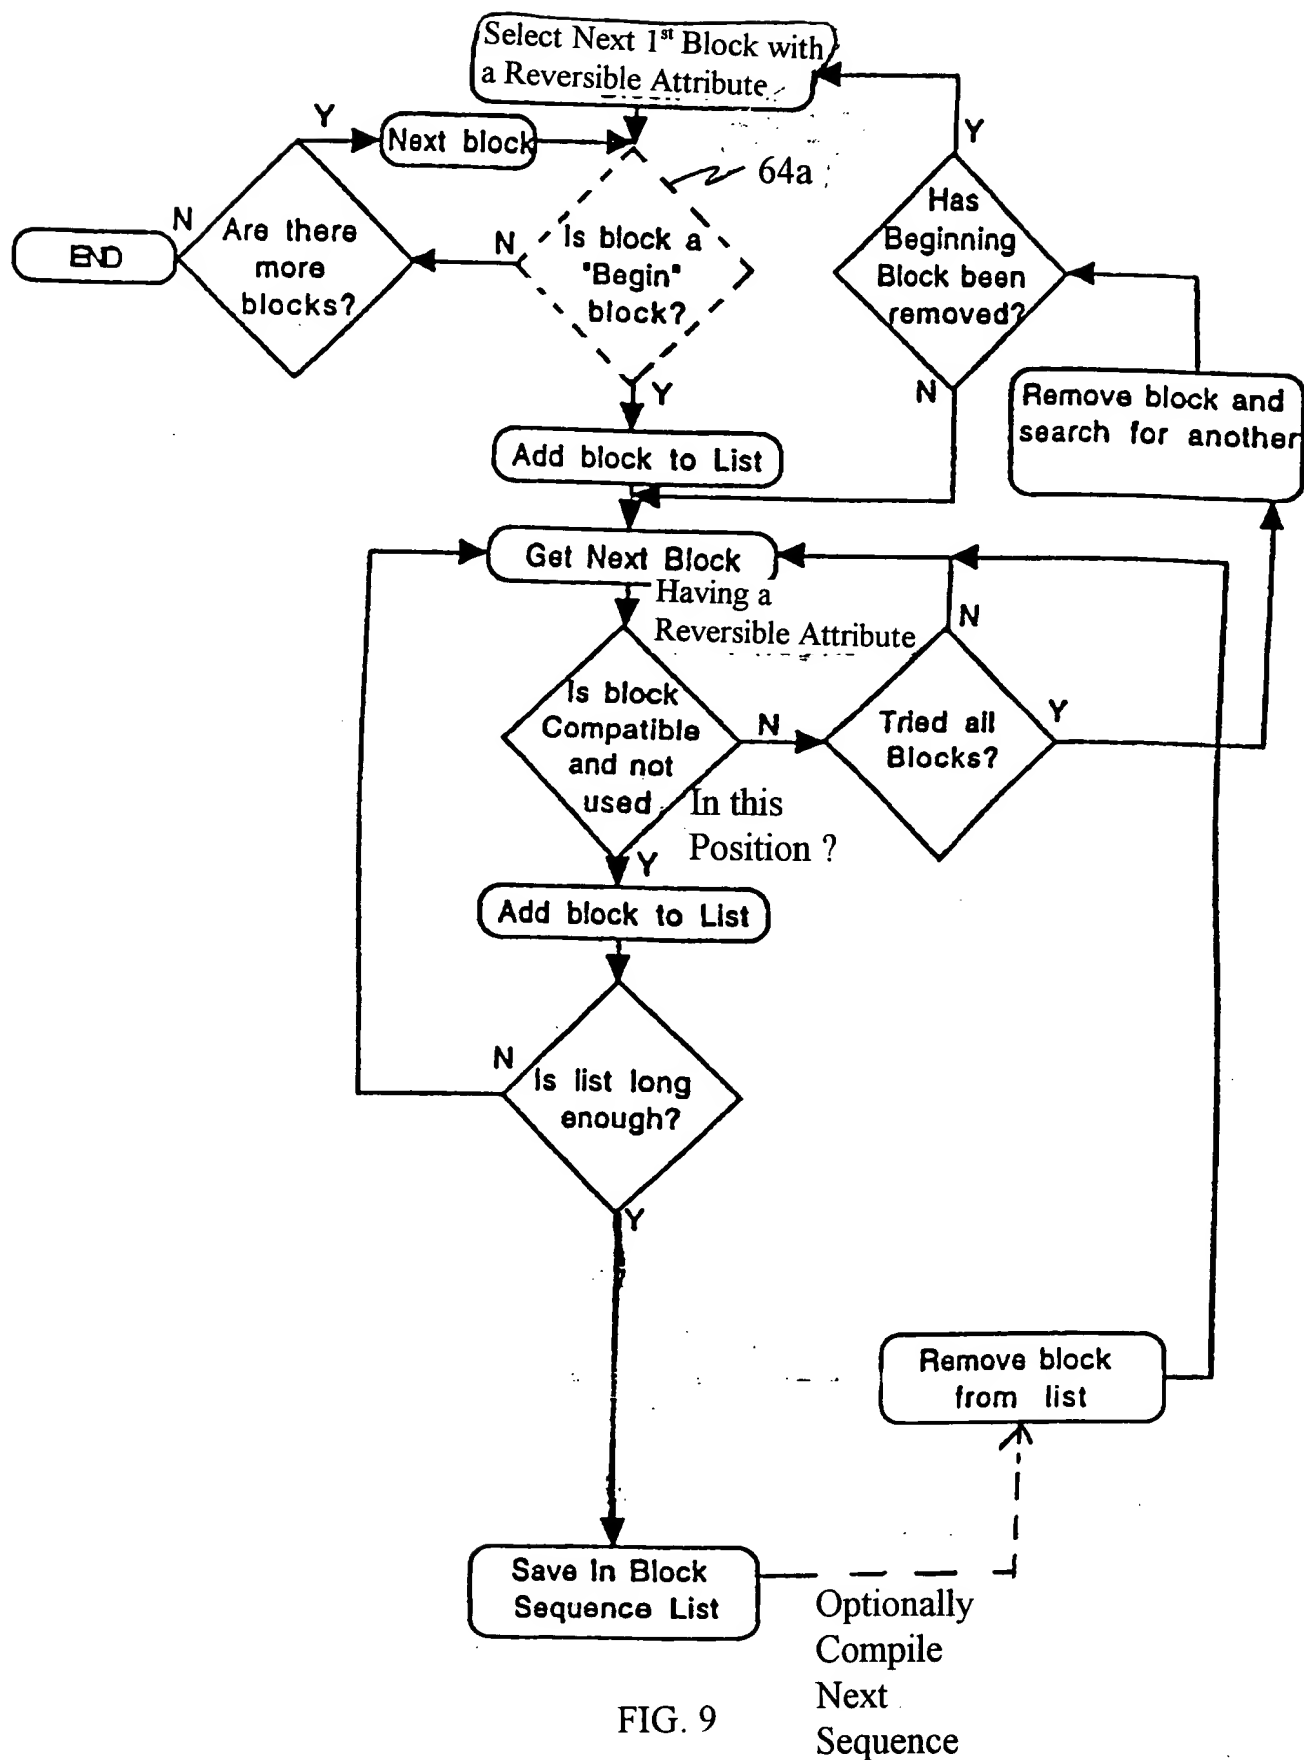 Select Next 1st Block with
a Reversible Attribute
Y
Next block
Y
64a
N
Are there
more
blocks?
END
N
Is block a
"Begin"
block?
Has
Beginning
Block been
removed?
Y
N
Remove block and
search for another
Add block to List
Get Next Block
Having a
Reversible Attribute
N
Is block
Compatible
and not
used
In this
Position ?
N
Tried all
Blocks?
Y
Y
Add block to List
N
Is list long
enough?
Y
Remove block
from list
Save In Block
Sequence List
Optionally
Compile
Next
Sequence
FIG. 9